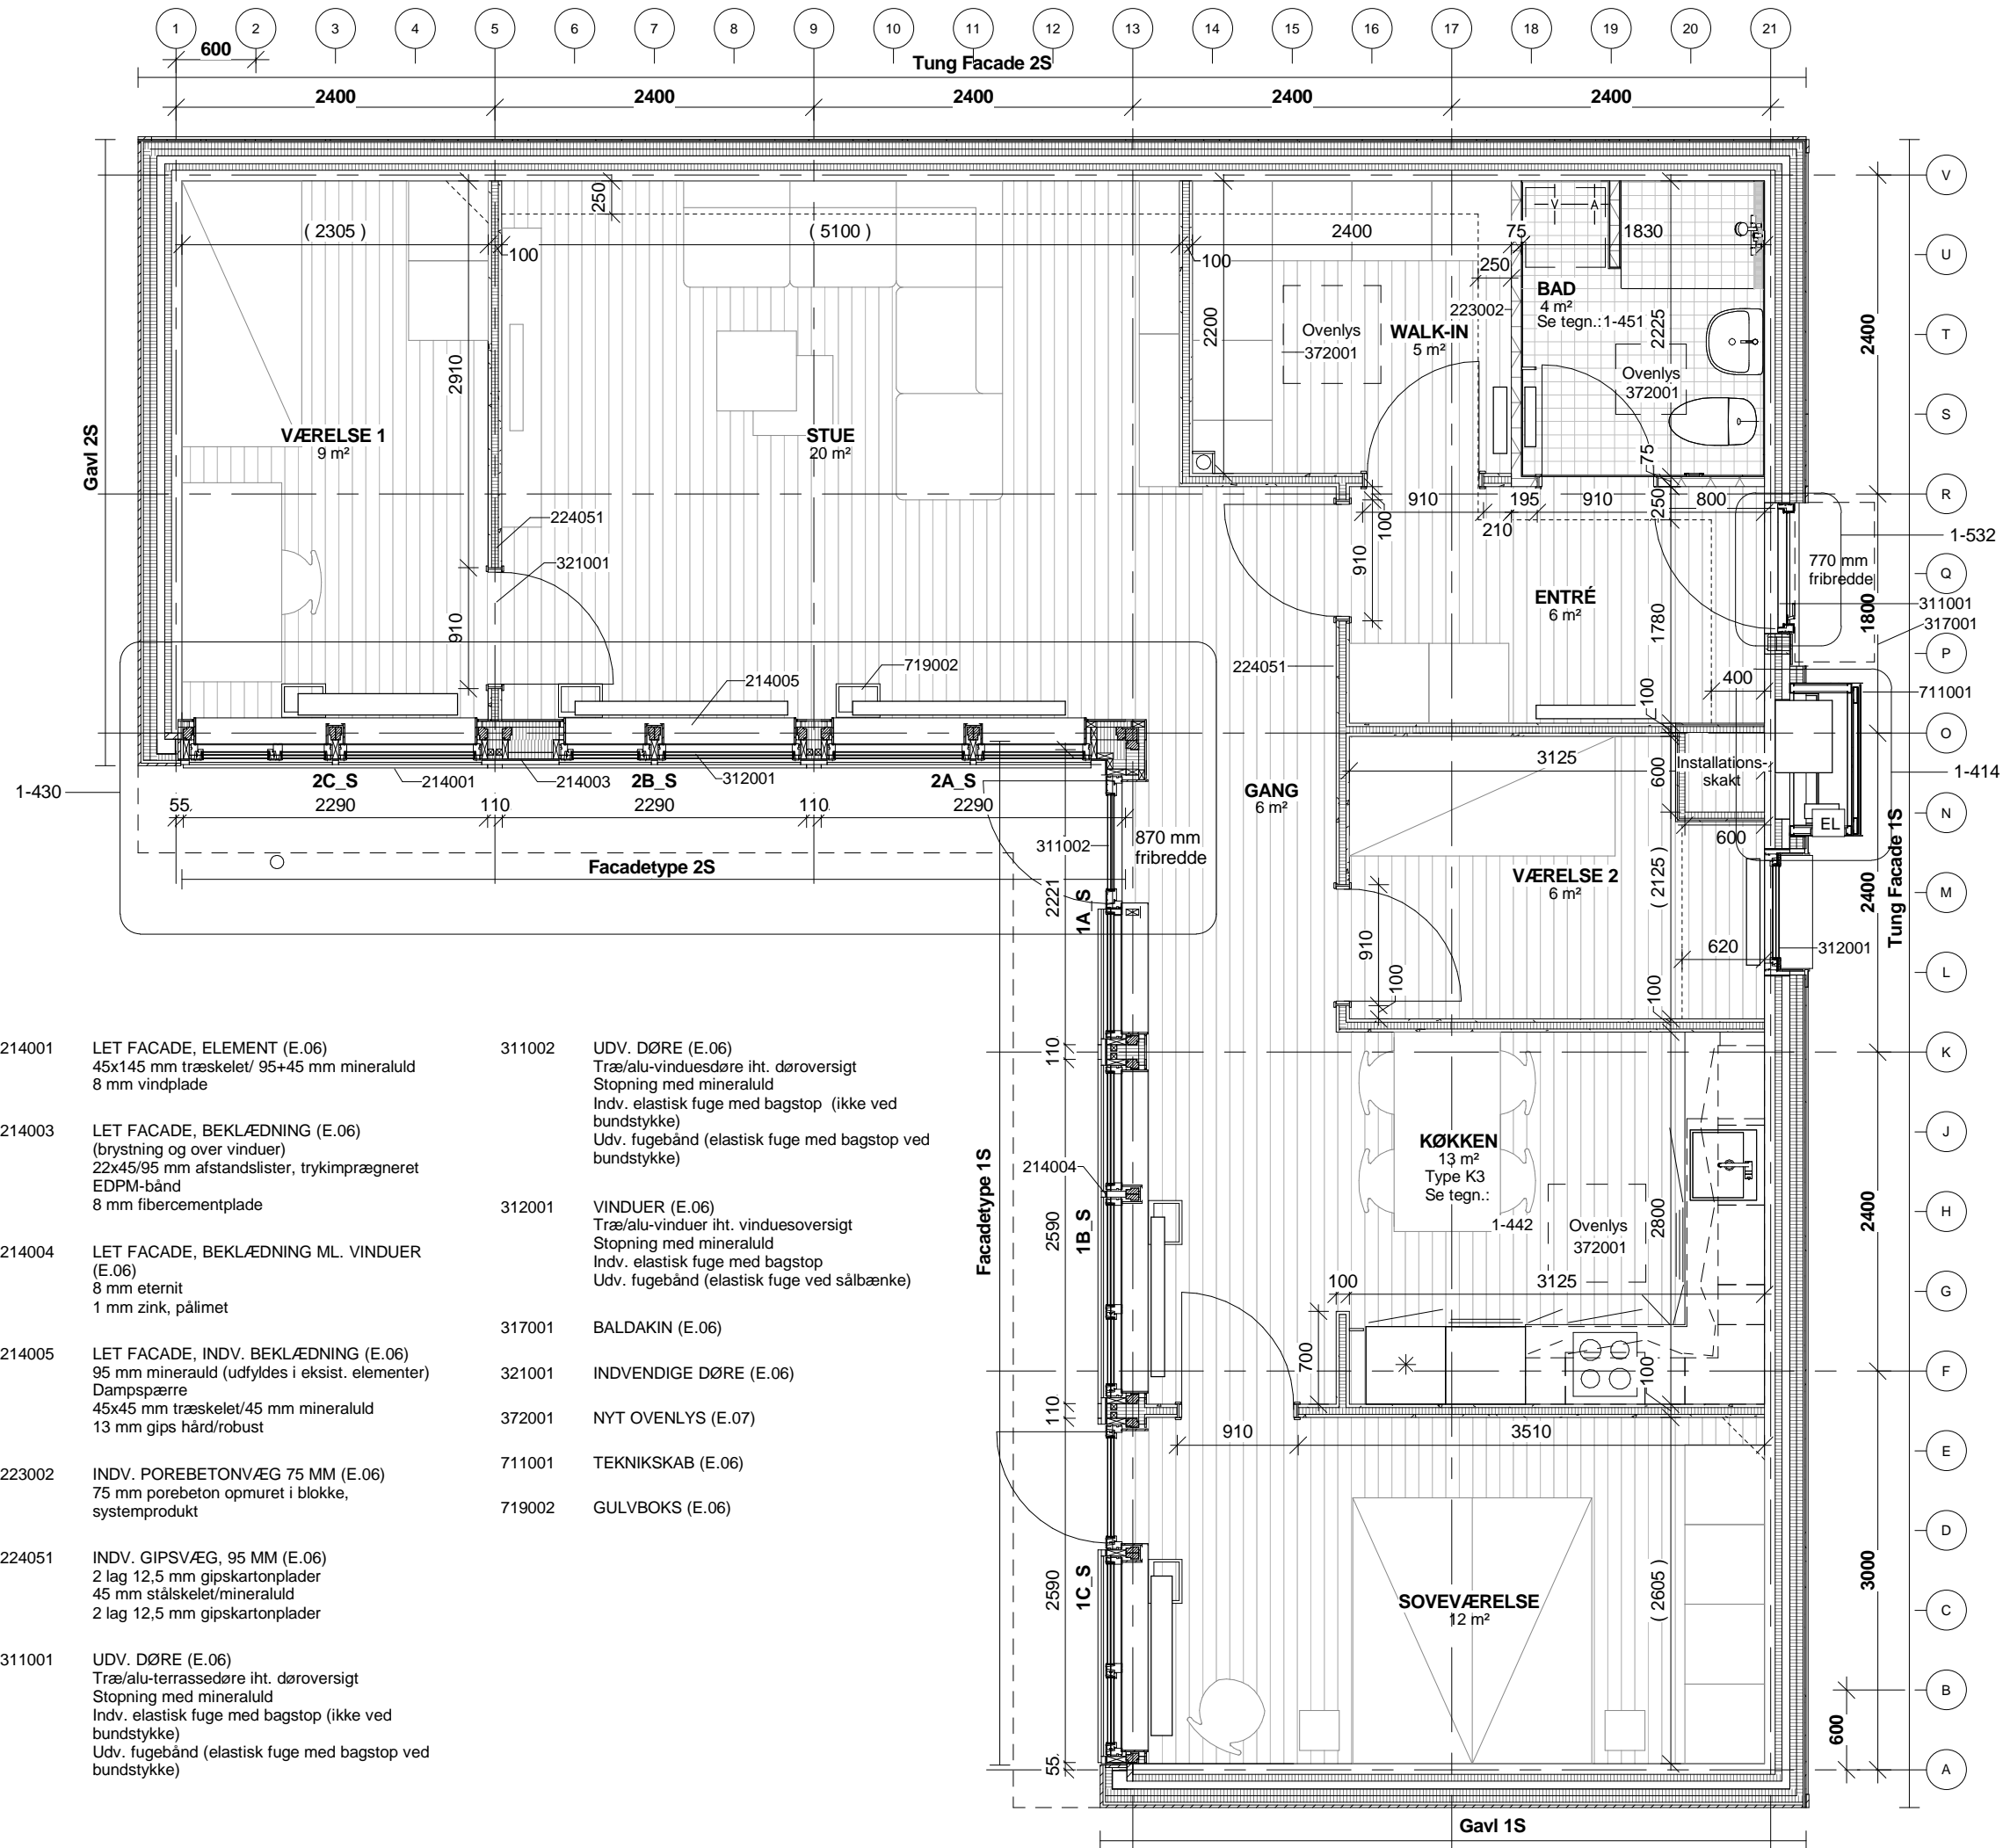 1 2 3 4 5 6 7 8 9 10 11 12 13 14 15 16 17 18 19 20 21
600
Tung Facade 2S
2400 2400 2400 2400 2400
V
250
V A
( 2305 ) ( 5100 ) 2400 75 1830
100 100
U
250
BAD
4 m²
Se tegn.:1-451
223002
2200
Ovenlys
372001
WALK-IN
5 m²
2225
T
2400
Ovenlys
372001
2910
S
Gavl 2S
VÆRELSE 1
9 m²
STUE
20 m²
75
R
910 195 910 250 800
100
210
224051
1-532
321001
910
770 mm
fribredde
Q
ENTRÉ
6 m²
1800
311001
317001
910
1780
P
224051
719002
214005
400
711001
100
O
3125
600
Installations-
skakt
1-414
1-430
2C_S
214001
214003
2B_S
312001
2A_S
GANG
6 m²
55 2290 110 2290 110 2290
N
EL
600
311002
870 mm
fribredde
Facadetype 2S
VÆRELSE 2
6 m²
( 2125 )
M
2400
Tung Facade 1S
2221
1A_S
910
620
312001
L
100
100
214001 LET FACADE, ELEMENT (E.06)
45x145 mm træskelet/ 95+45 mm mineraluld
8 mm vindplade
214003 LET FACADE, BEKLÆDNING (E.06)
(brystning og over vinduer)
22x45/95 mm afstandslister, trykimprægneret
EDPM-bånd
8 mm fibercementplade
214004 LET FACADE, BEKLÆDNING ML. VINDUER
(E.06)
8 mm eternit
1 mm zink, pålimet
214005 LET FACADE, INDV. BEKLÆDNING (E.06)
95 mm minerauld (udfyldes i eksist. elementer)
Dampspærre
45x45 mm træskelet/45 mm mineraluld
13 mm gips hård/robust
223002 INDV. POREBETONVÆG 75 MM (E.06)
75 mm porebeton opmuret i blokke,
systemprodukt
224051 INDV. GIPSVÆG, 95 MM (E.06)
2 lag 12,5 mm gipskartonplader
45 mm stålskelet/mineraluld
2 lag 12,5 mm gipskartonplader
311001 UDV. DØRE (E.06)
Træ/alu-terrassedøre iht. døroversigt
Stopning med mineraluld
Indv. elastisk fuge med bagstop (ikke ved
bundstykke)
Udv. fugebånd (elastisk fuge med bagstop ved
bundstykke)
311002 UDV. DØRE (E.06)
Træ/alu-vinduesdøre iht. døroversigt
Stopning med mineraluld
Indv. elastisk fuge med bagstop (ikke ved
bundstykke)
Udv. fugebånd (elastisk fuge med bagstop ved
bundstykke)
312001 VINDUER (E.06)
Træ/alu-vinduer iht. vinduesoversigt
Stopning med mineraluld
Indv. elastisk fuge med bagstop
Udv. fugebånd (elastisk fuge ved sålbænke)
317001 BALDAKIN (E.06)
321001 INDVENDIGE DØRE (E.06)
372001 NYT OVENLYS (E.07)
711001 TEKNIKSKAB (E.06)
719002 GULVBOKS (E.06)
110
K
J
KØKKEN
13 m²
Type K3
Se tegn.:
1-442
214004
Facadetype 1S
2590
1B_S
Ovenlys
372001
2800
H
2400
100 3125
G
700
100
F
110
910 3510
E
D
2590
1C_S
SOVEVÆRELSE
12 m²
( 2605 )
3000
C
B
600
55
A
Gavl 1S